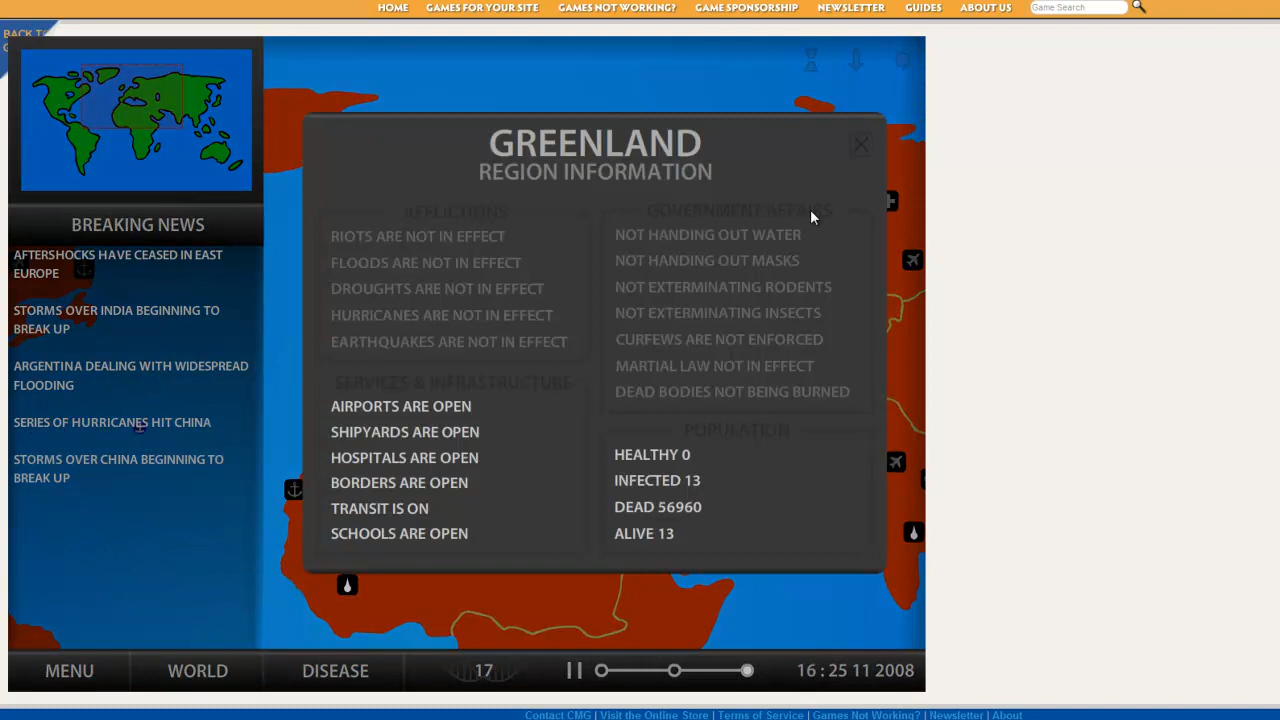 HOME GAMES FOR YOUR SITE GAMES NOT WORKING? GAME SPONSORSHIP NEWSLETTER GUIDES ABOUT US Game Search
BACK T
GREENLAND
REGION INFORMATION
BREAKING NEWS
AFTERSHOCKS HAVE CEASED IN EAST
EUROPE
STORMS OVER INDIA BEGINNING TO
BREAK UP
ARGENTINA DEALING WITH WIDESPREAD
FLOODING
SERIES OF HURRICANES HIT CHINA
STORMS OVER CHINA BEGINNING TO
BREAK UP
AFFLICTIONS
RIOTS ARE NOT IN EFFECT
FLOODS ARE NOT IN EFFECT
DROUGHTS ARE NOT IN EFFECT
HURRICANES ARE NOT IN EFFECT
EARTHQUAKES ARE NOT IN EFFECT
SERVICES & INFRASTRUCTURE
AIRPORTS ARE OPEN
SHIPYARDS ARE OPEN
HOSPITALS ARE OPEN
BORDERS ARE OPEN
TRANSIT IS ON
SCHOOLS ARE OPEN
GOVERNMENT AFFAIRS
NOT HANDING OUT WATER
NOT HANDING OUT MASKS
NOT EXTERMINATING RODENTS
NOT EXTERMINATING INSECTS
CURFEWS ARE NOT ENFORCED
MARTIAL LAW NOT IN EFFECT
DEAD BODIES NOT BEING BURNED
POPULATION
HEALTHY 0
INFECTED 13
DEAD 56960
ALIVE 13
MENU WORLD DISEASE 17 16 : 25 11 2008
Contact CMG | Visit the Online Store | Terms of Service | Games Not Working? | Newsletter | About